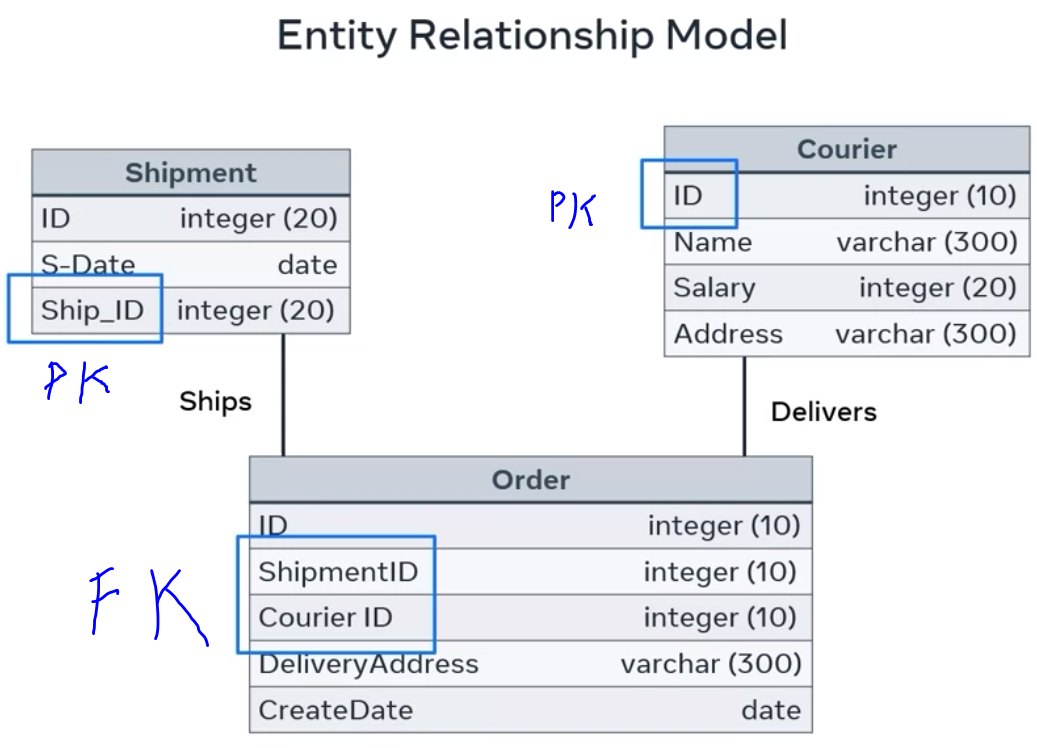 Entity Relationship Model
Shipment
ID integer (20)
S-Date date
Ship_ID integer (20)
PK
Ships
PK
Courier
ID integer (10)
Name varchar (300)
Salary integer (20)
Address varchar (300)
Delivers
FK
Order
ID integer (10)
ShipmentID integer (10)
Courier ID integer (10)
DeliveryAddress varchar (300)
CreateDate date